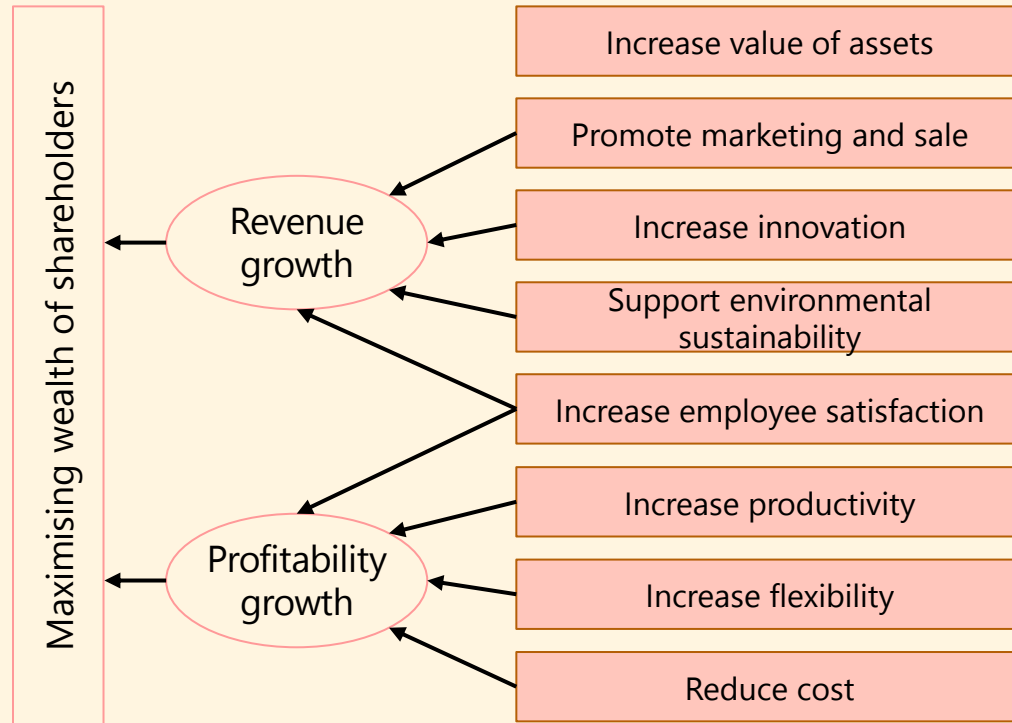 Maximising wealth of shareholders
Increase value of assets
Promote marketing and sale
Revenue
growth
Increase innovation
Support environmental
sustainability
Increase employee satisfaction
Increase productivity
Profitability
growth
Increase flexibility
Reduce cost